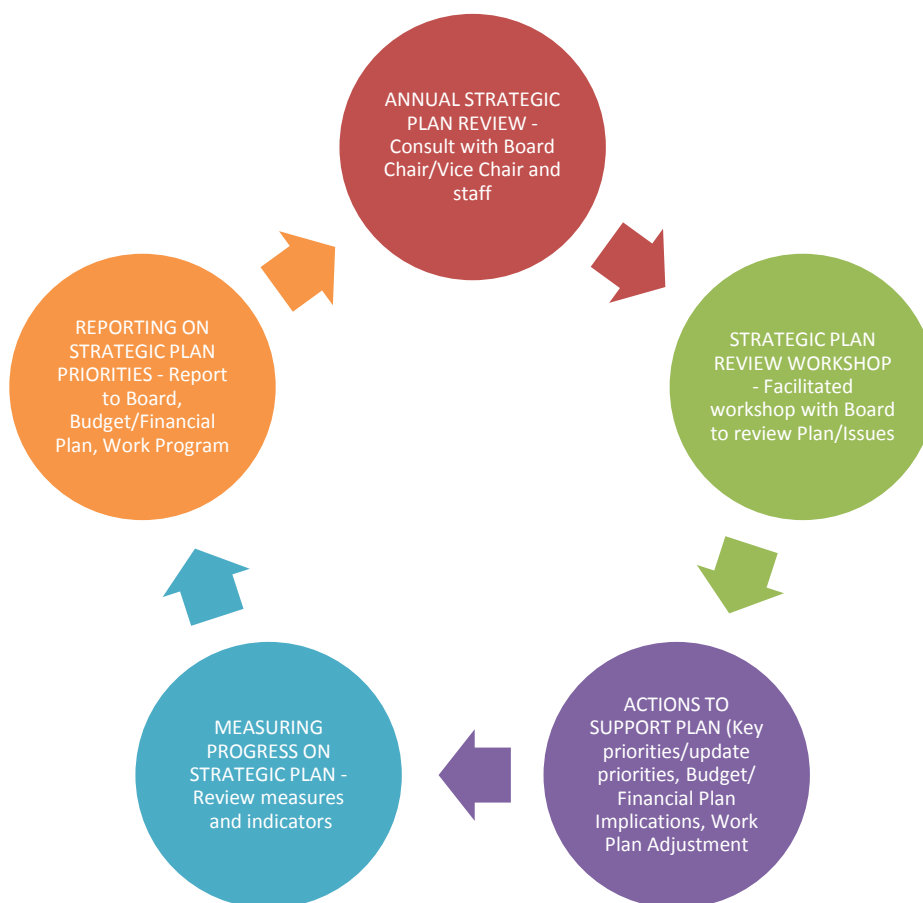 ANNUAL STRATEGIC
PLAN REVIEW -
Consult with Board
Chair/Vice Chair and
staff
STRATEGIC PLAN
REVIEW WORKSHOP
- Facilitated
workshop with Board
to review Plan/Issues
ACTIONS TO
SUPPORT PLAN (Key
priorities/update
priorities, Budget/
Financial Plan
Implications, Work
Plan Adjustment
MEASURING
PROGRESS ON
STRATEGIC PLAN -
Review measures
and indicators
REPORTING ON
STRATEGIC PLAN
PRIORITIES - Report
to Board,
Budget/Financial
Plan, Work Program